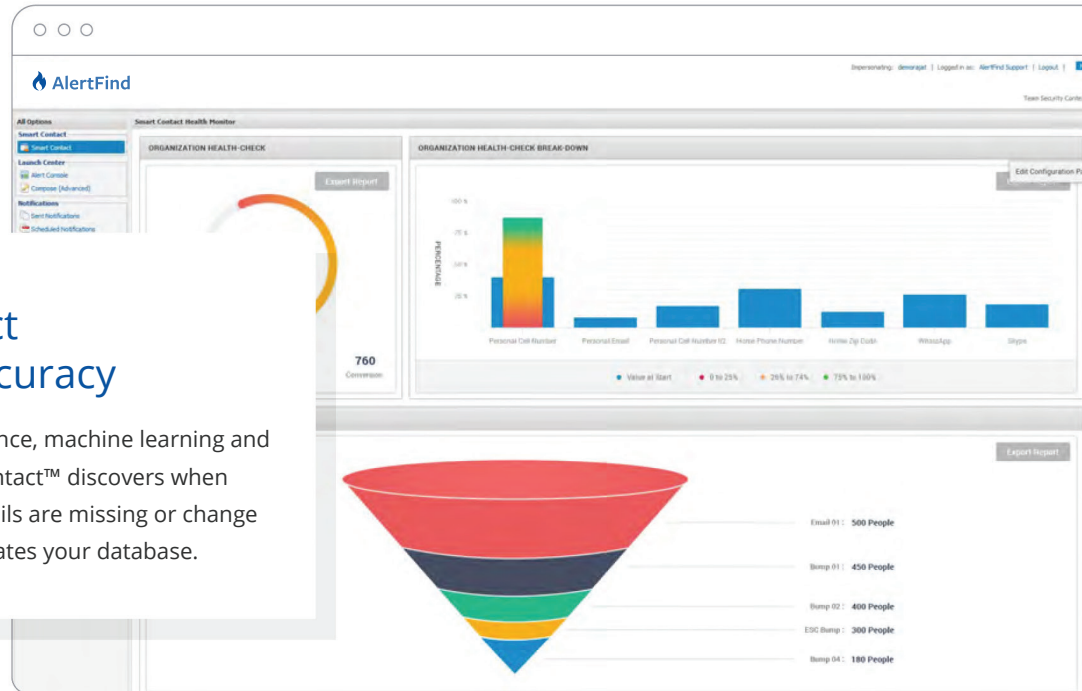 AlertFind
Impersonating: demorajat | Logged in as: AlertFind Support | Logout |
Team Security Center
All Options
Smart Contact Health Monitor
Smart Contact
Smart Contact
Launch Center
Alert Console
Compose (Advanced)
Notifications
Sent Notifications
Scheduled Notifications
ORGANIZATION HEALTH-CHECK
Export Report
760
Conversion
ORGANIZATION HEALTH-CHECK BREAK-DOWN
Edit Configuration
100 %
75 %
50 %
25 %
PERCENTAGE
Personal Cell Number
Personal Email
Personal Cell Number 02
Home Phone Number
Home Zip Code
WhatsApp
Skype
Value at Start
0 to 25%
26% to 74%
75% to 100%
ct
curacy
nce, machine learning and
ntact™ discovers when
ils are missing or change
ates your database.
Export Report
Email 01 : 500 People
Bump 01 : 450 People
Bump 02 : 400 People
ESC Bump : 300 People
Bump 04 : 180 People